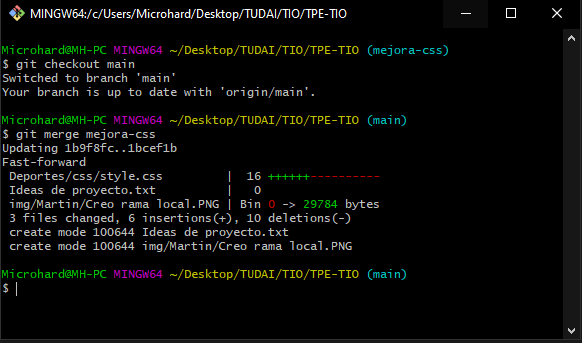 MINGW64:/c/Users/Microhard/Desktop/TUDAI/TIO/TPE-TIO
Microhard@MH-PC MINGW64 ~/Desktop/TUDAI/TIO/TPE-TIO (mejora-css)
$ git checkout main
Switched to branch 'main'
Your branch is up to date with 'origin/main'.
Microhard@MH-PC MINGW64 ~/Desktop/TUDAI/TIO/TPE-TIO (main)
$ git merge mejora-css
Updating 1b9f8fc..1bcef1b
Fast-forward
 Deportes/css/style.css         |  16 ++++++----------
 Ideas de proyecto.txt          |   0
 img/Martin/Creo rama local.PNG | Bin 0 -> 29784 bytes
 3 files changed, 6 insertions(+), 10 deletions(-)
 create mode 100644 Ideas de proyecto.txt
 create mode 100644 img/Martin/Creo rama local.PNG
Microhard@MH-PC MINGW64 ~/Desktop/TUDAI/TIO/TPE-TIO (main)
$